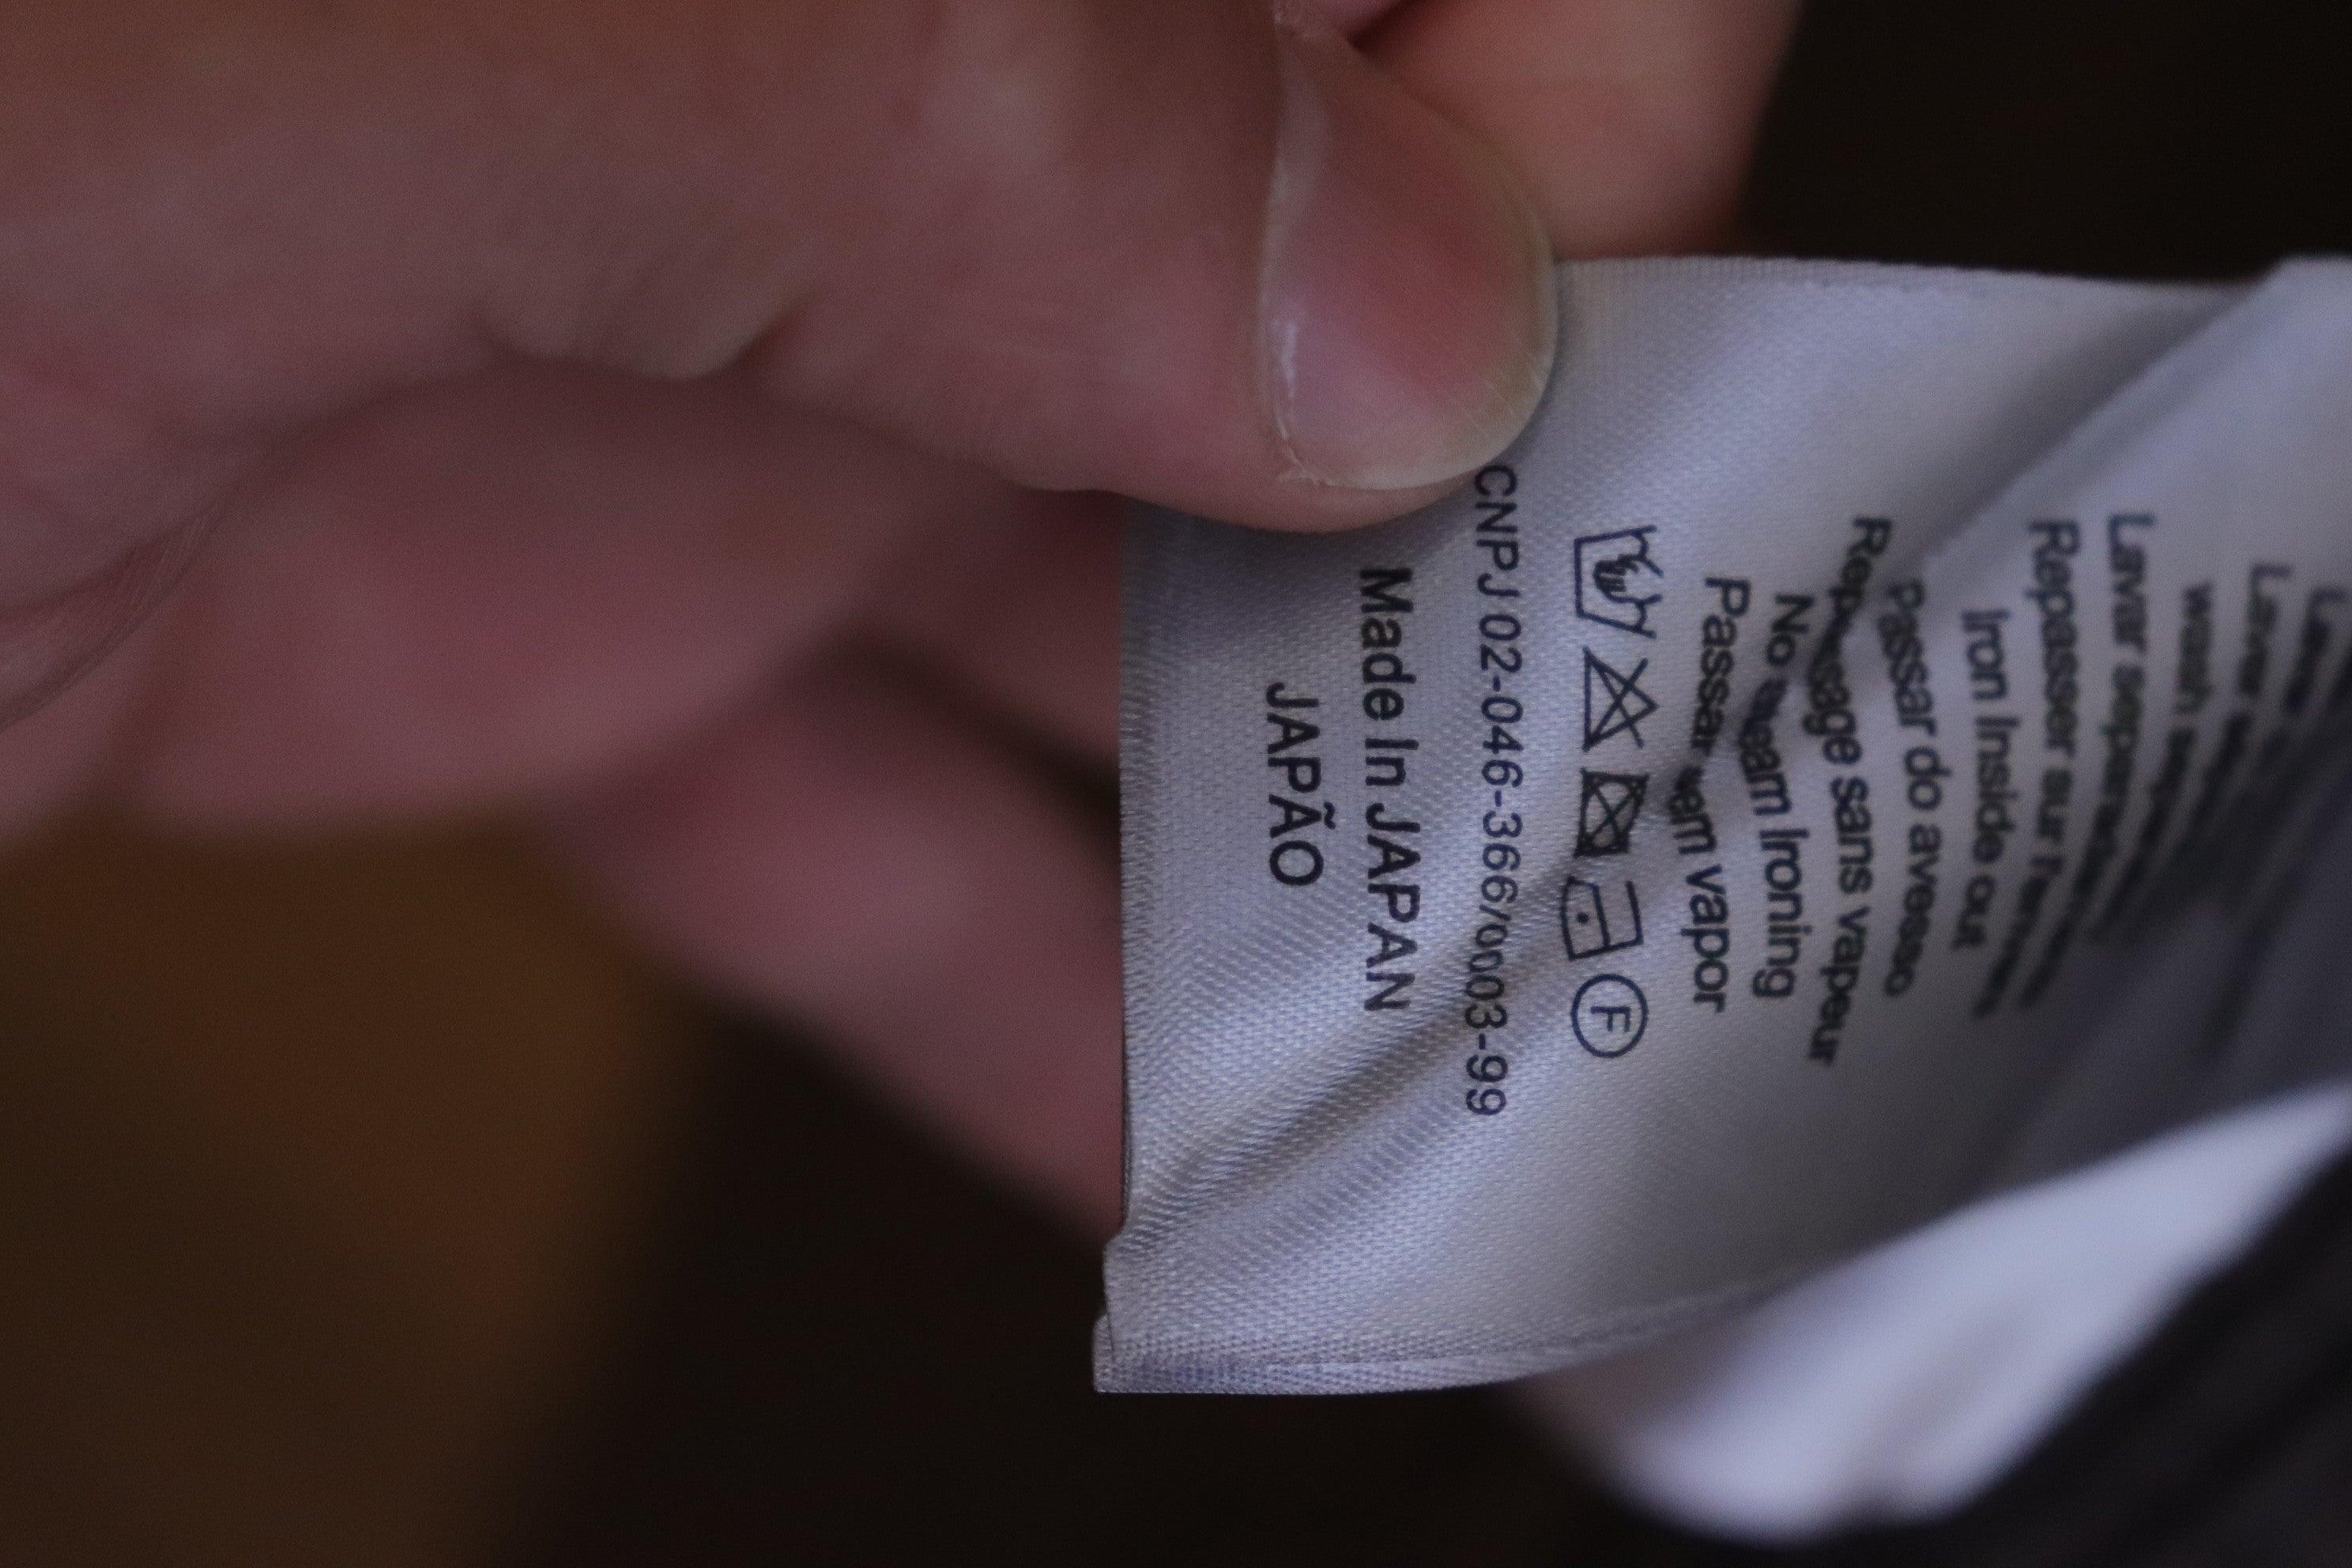 Lavar separadamente
Repasser sur l'envers
Iron Inside out
Passar do avesso
Repassage sans vapeur
No steam Ironing
Passar sem vapor
F
CNPJ 02-046-366/0003-99
Made In JAPAN
JAPÃO